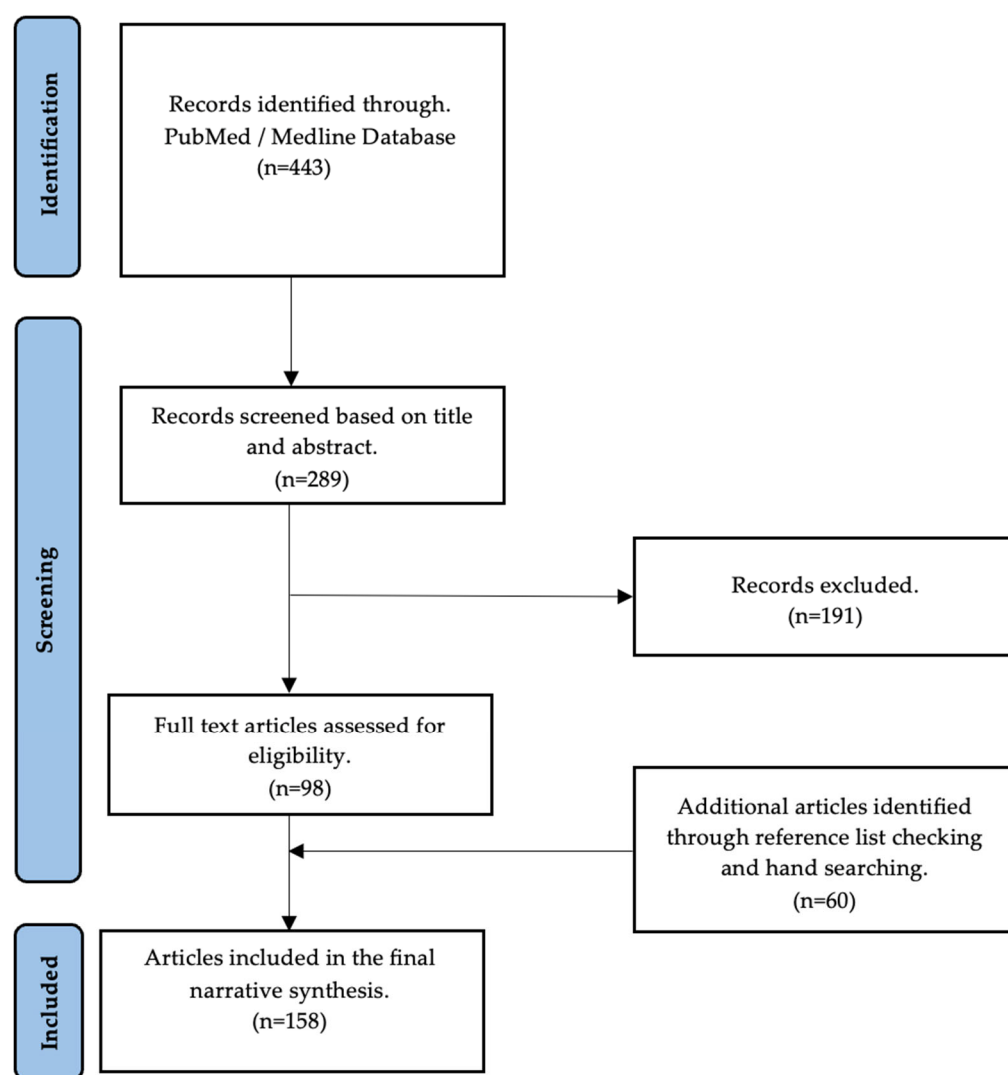 Identification
Records identified through.
PubMed / Medline Database
(n=443)
Screening
Records screened based on title
and abstract.
(n=289)
Records excluded.
(n=191)
Full text articles assessed for
eligibility.
(n=98)
Additional articles identified
through reference list checking
and hand searching.
(n=60)
Included
Articles included in the final
narrative synthesis.
(n=158)